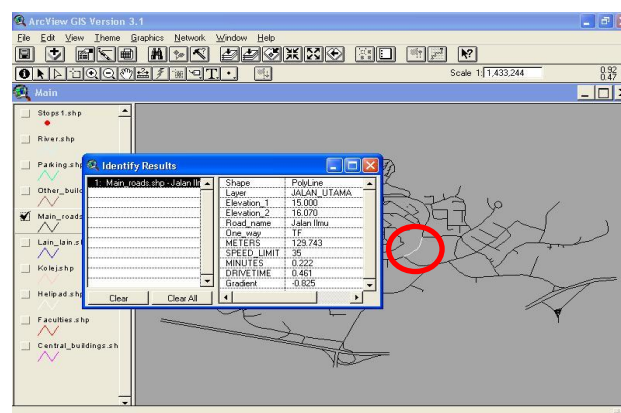 ArcView GIS Version 3.1
File Edit View Theme Graphics Network Window Help
Scale 1: 1,433,244
0.92
0.47
Main
Stops1.shp
River.shp
Parking.shp
Main_roads
Kolej.shp
Helipad.shp
Faculties.shp
Central_buildings.sh
Identify Results
1: Main_roads.shp - Jalan Ilm
Shape PolyLine
Layer JALAN_UTAMA
Elevation_1 15.000
Elevation_2 16.070
Road_name Jalan Ilmu
One_way TF
METERS 129.743
SPEED_LIMIT 35
MINUTES 0.222
DRIVETIME 0.461
Gradient -0.825
Clear Clear All